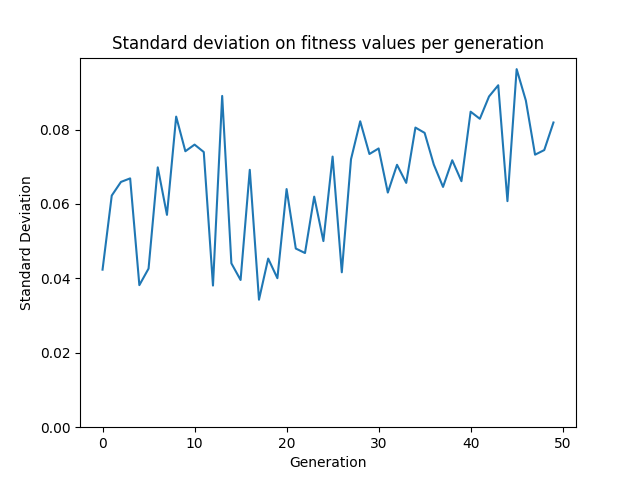 Standard deviation on fitness values per generation
Standard Deviation
0.08
0.06
0.04
0.02
0.00
0 10 20 30 40 50
Generation